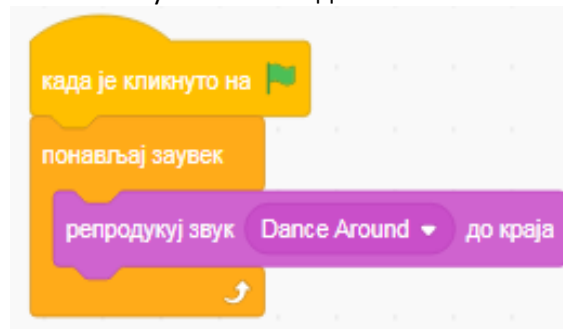 када је кликнуто на
понављај заувек
репродукуј звук Dance Around до краја